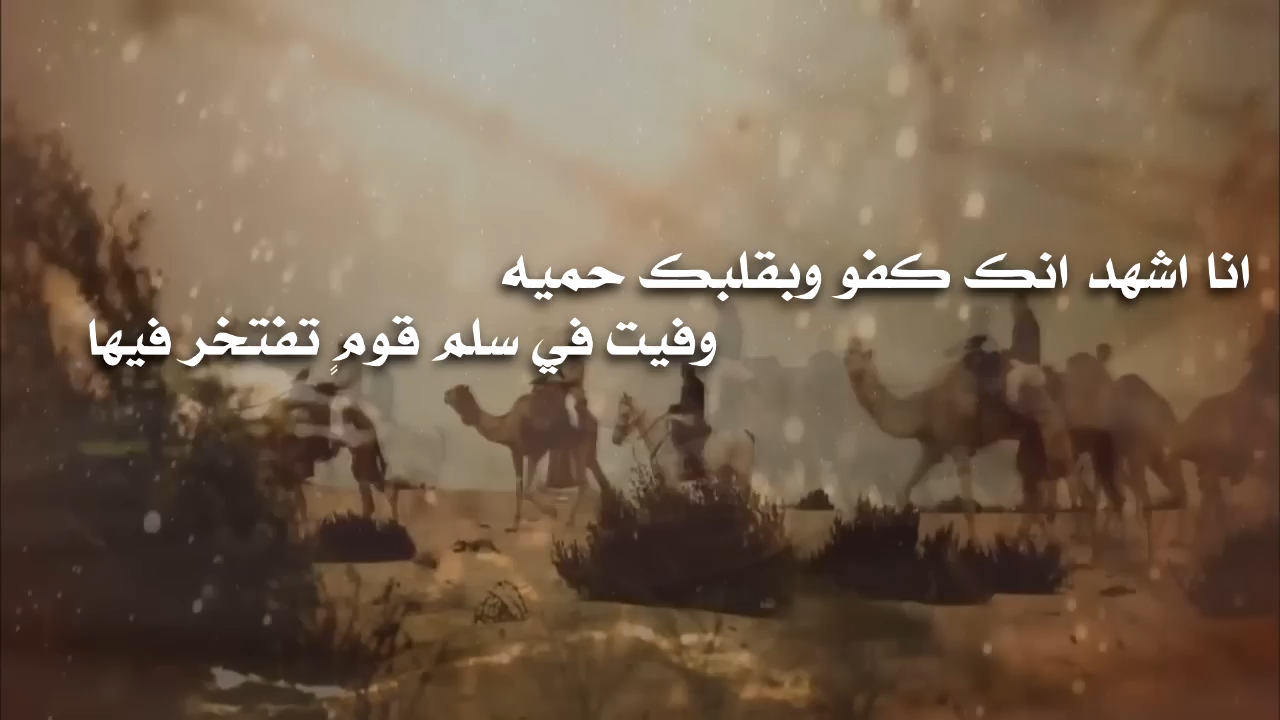 انا اشهد انك كفو وبقلبك حميه
وفيت في سلم قومٍ تفتخر فيها